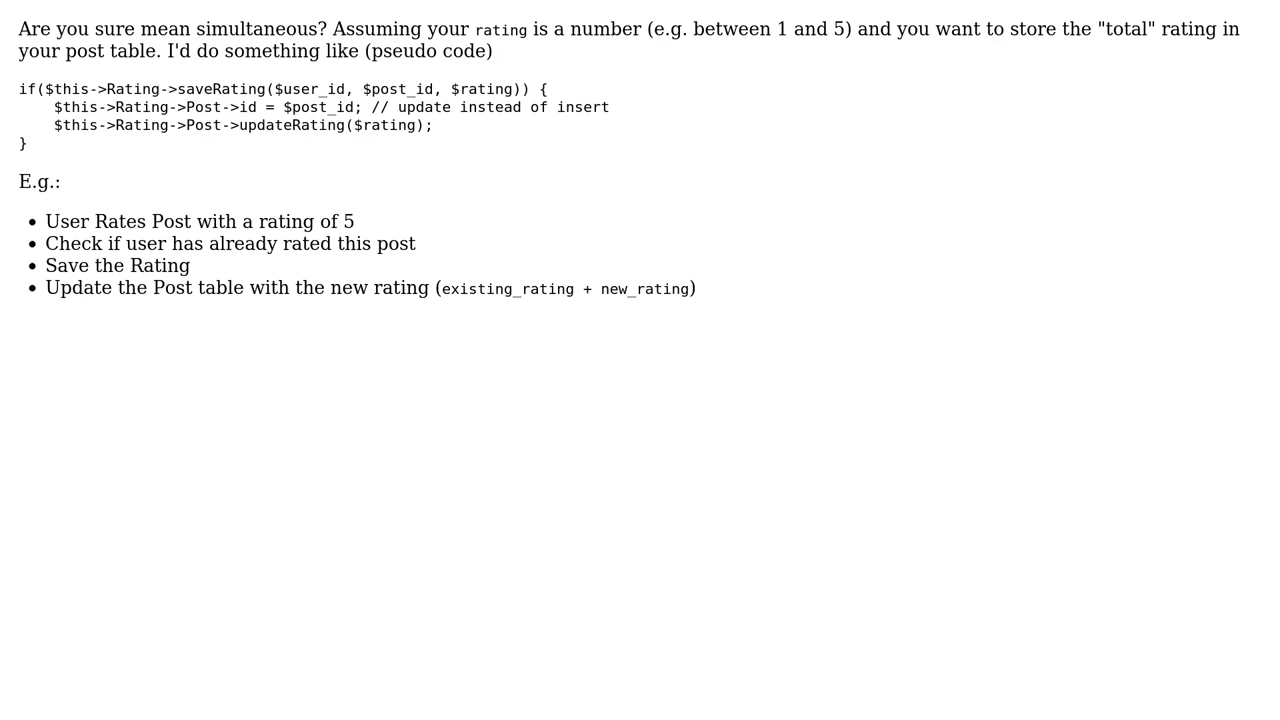 Are you sure mean simultaneous? Assuming your rating is a number (e.g. between 1 and 5) and you want to store the "total" rating in
your post table. I'd do something like (pseudo code)
if($this->Rating->saveRating($user_id, $post_id, $rating)) {
    $this->Rating->Post->id = $post_id; // update instead of insert
    $this->Rating->Post->updateRating($rating);
}
E.g.:
• User Rates Post with a rating of 5
• Check if user has already rated this post
• Save the Rating
• Update the Post table with the new rating (existing_rating + new_rating)